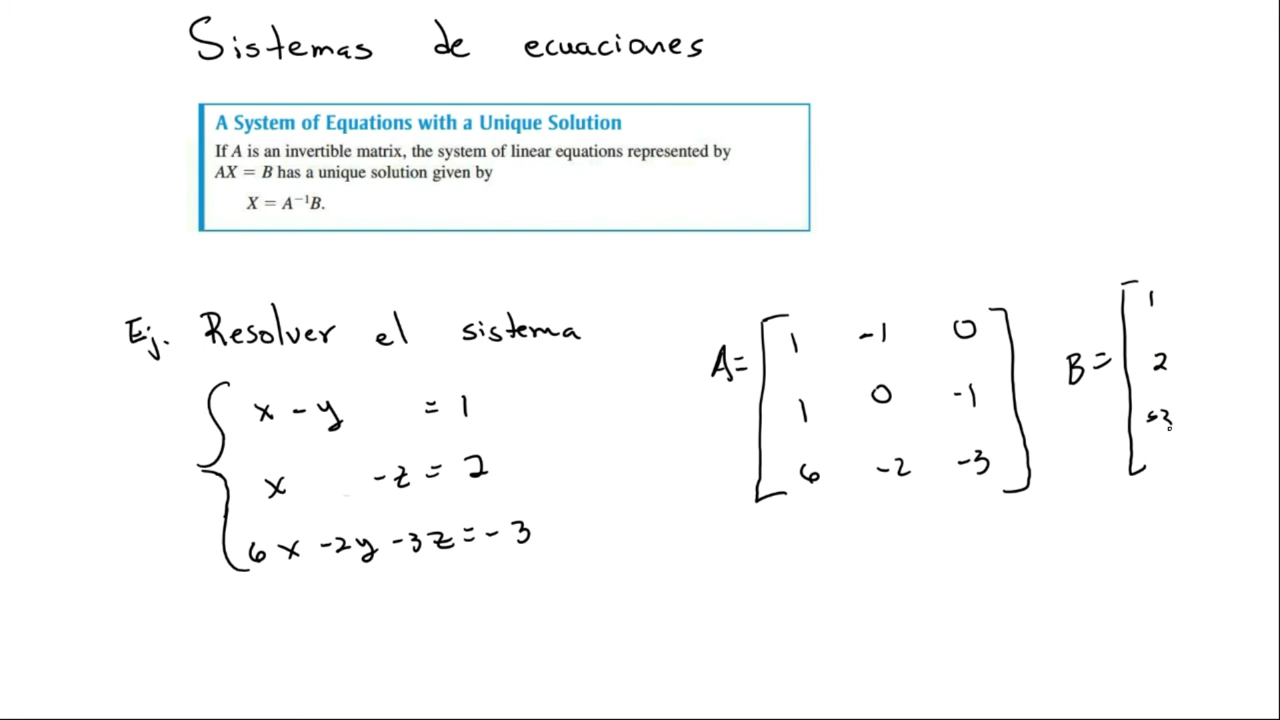 Sistemas de ecuaciones
A System of Equations with a Unique Solution
If A is an invertible matrix, the system of linear equations represented by
AX = B has a unique solution given by
X = A⁻¹B.
Ej. Resolver el sistema
x - y = 1
x - z = 2
6x - 2y - 3z = - 3
A = [
1 -1 0
1 0 -1
6 -2 -3
]
B = [
1
2